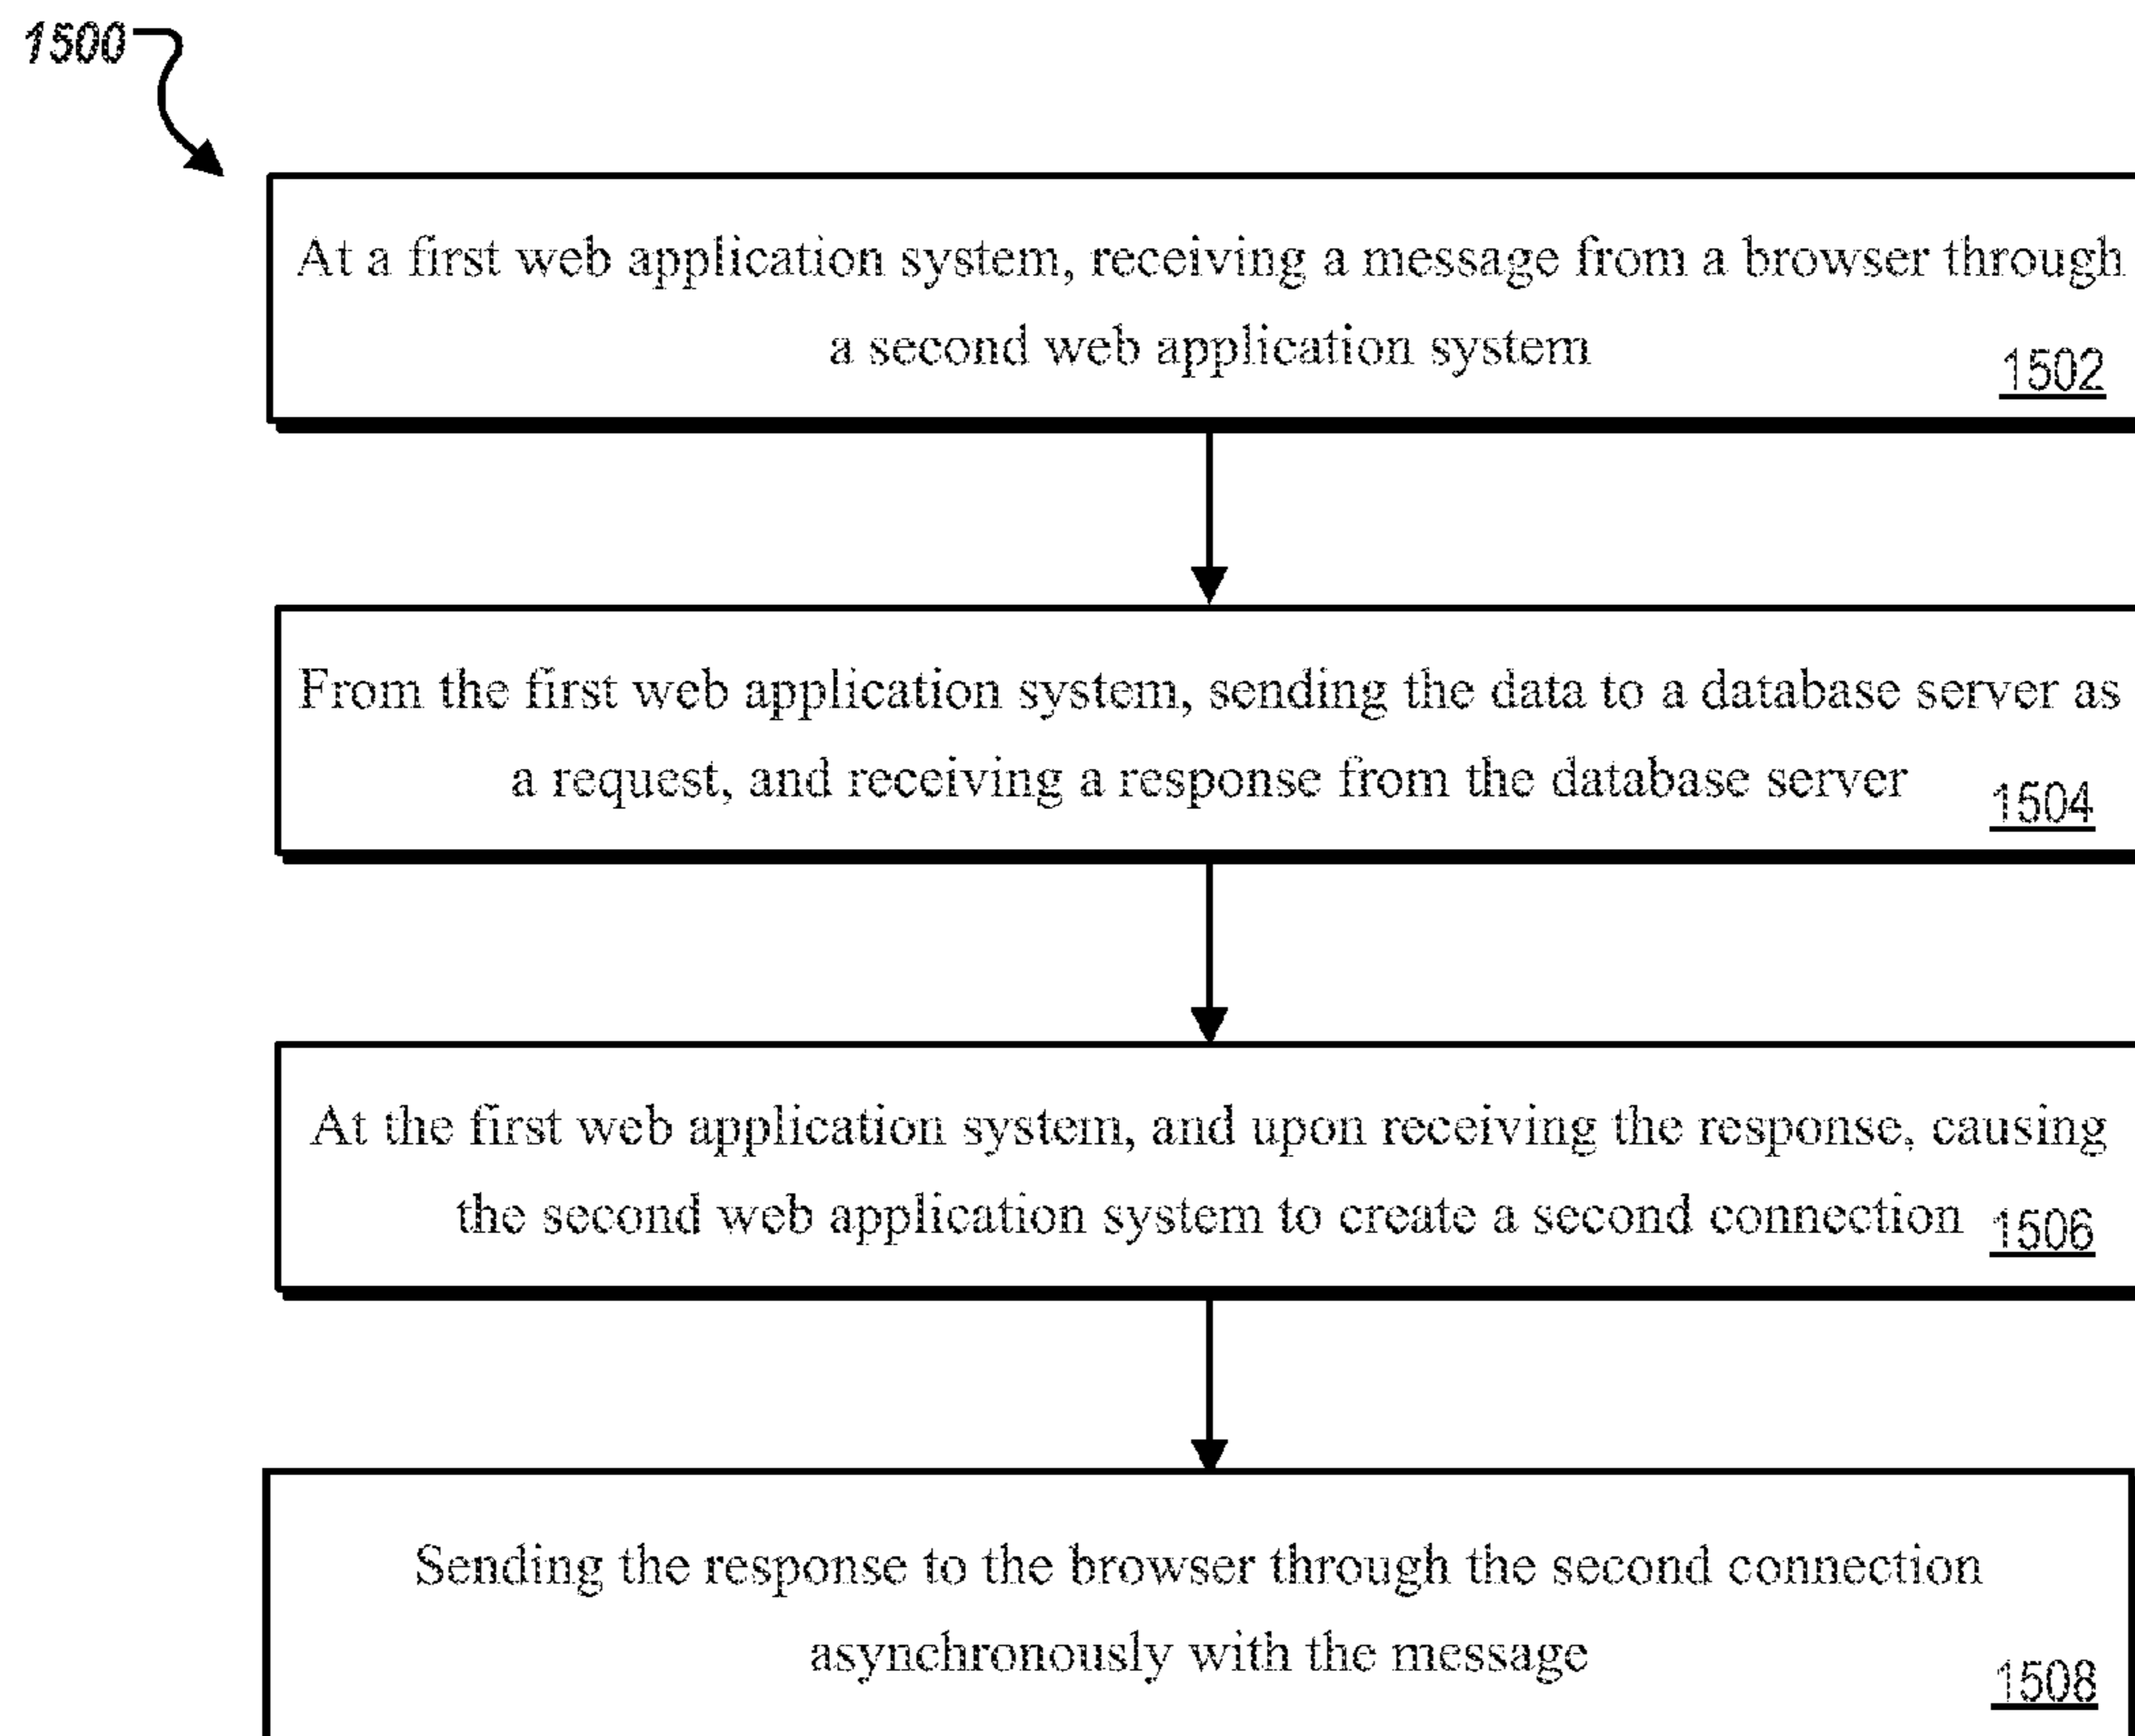 1500
At a first web application system, receiving a message from a browser through
a second web application system
1502
From the first web application system, sending the data to a database server as
a request, and receiving a response from the database server
1504
At the first web application system, and upon receiving the response, causing
the second web application system to create a second connection
1506
Sending the response to the browser through the second connection
asynchronously with the message
1508